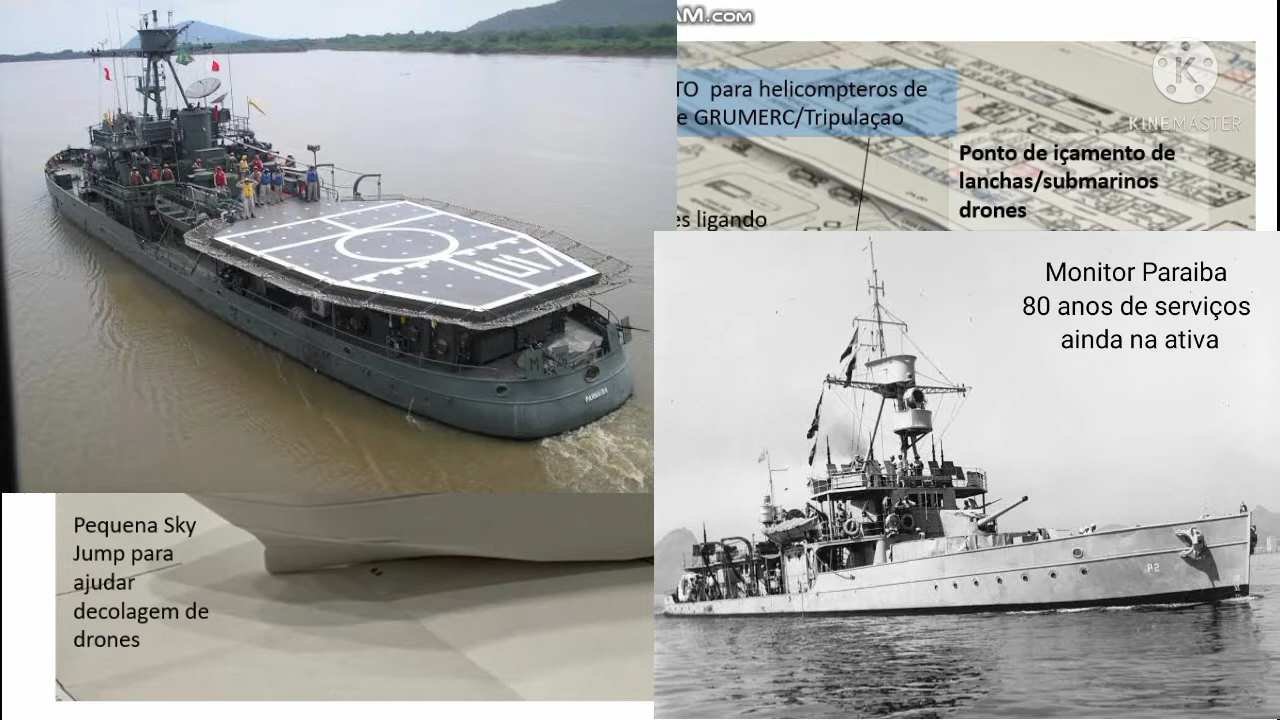 AM.COM
TO para helicompteros de
e GRUMERC/Tripulaçao
K
KINEMASTER
Ponto de içamento de
lanchas/submarinos
drones
es ligando
Monitor Paraiba
80 anos de serviços
ainda na ativa
P2
M
PARNAIBA
Pequena Sky
Jump para
ajudar
decolagem de
drones